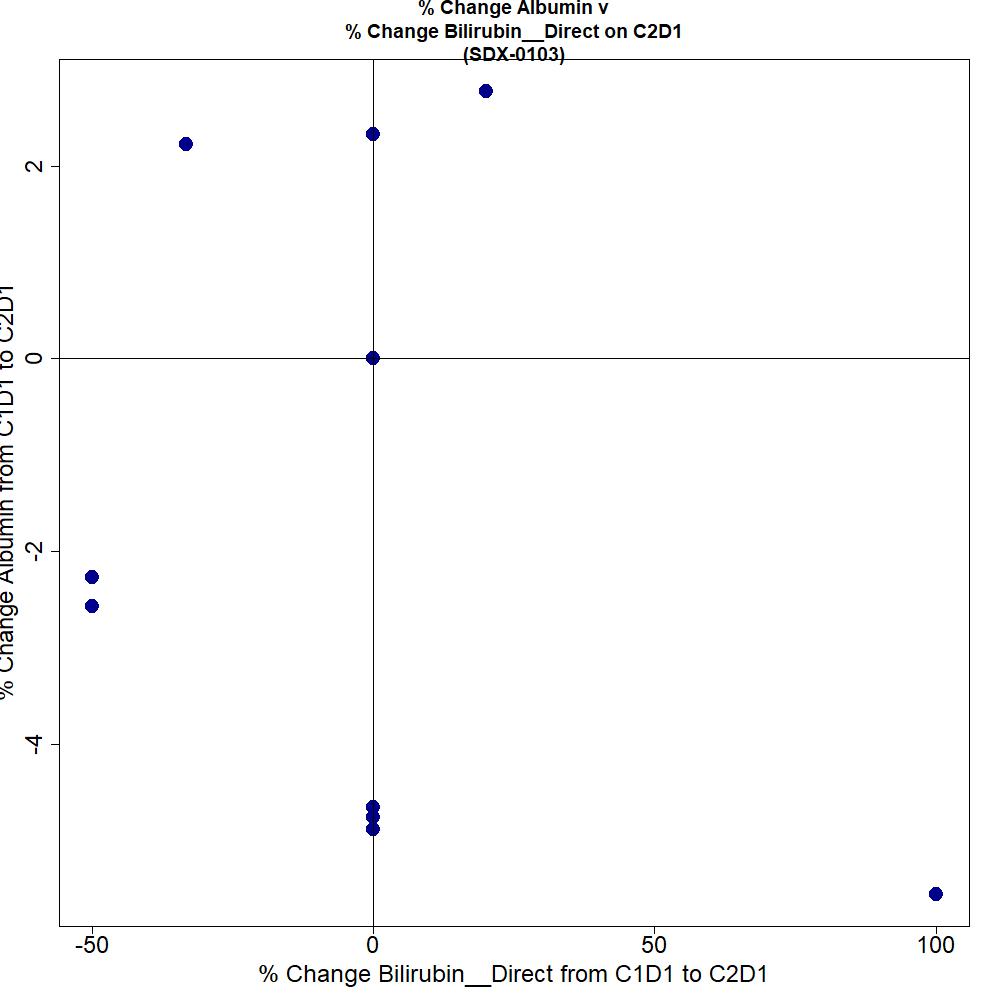 % Change Albumin v
% Change Bilirubin__Direct on C2D1
(SDX-0103)
% Change Albumin from C1D1 to C2D1
2
0
-2
-4
-50
0
50
100
% Change Bilirubin__Direct from C1D1 to C2D1